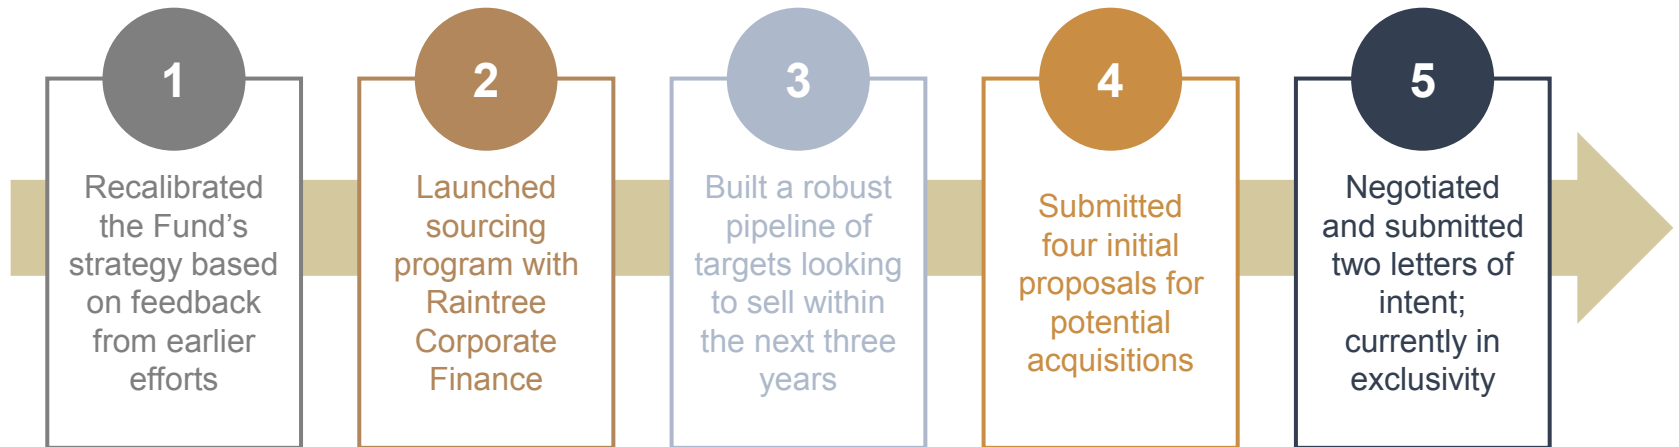 1
Recalibrated
the Fund’s
strategy based
on feedback
from earlier
efforts
2
Launched
sourcing
program with
Raintree
Corporate
Finance
3
Built a robust
pipeline of
targets looking
to sell within
the next three
years
4
Submitted
four initial
proposals for
potential
acquisitions
5
Negotiated
and submitted
two letters of
intent;
currently in
exclusivity